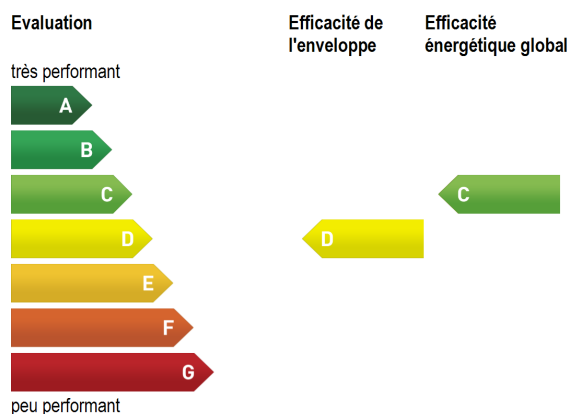 Evaluation
Efficacité de
l'enveloppe
Efficacité
énergétique global
très performant
A
B
C
C
D
D
E
F
G
peu performant